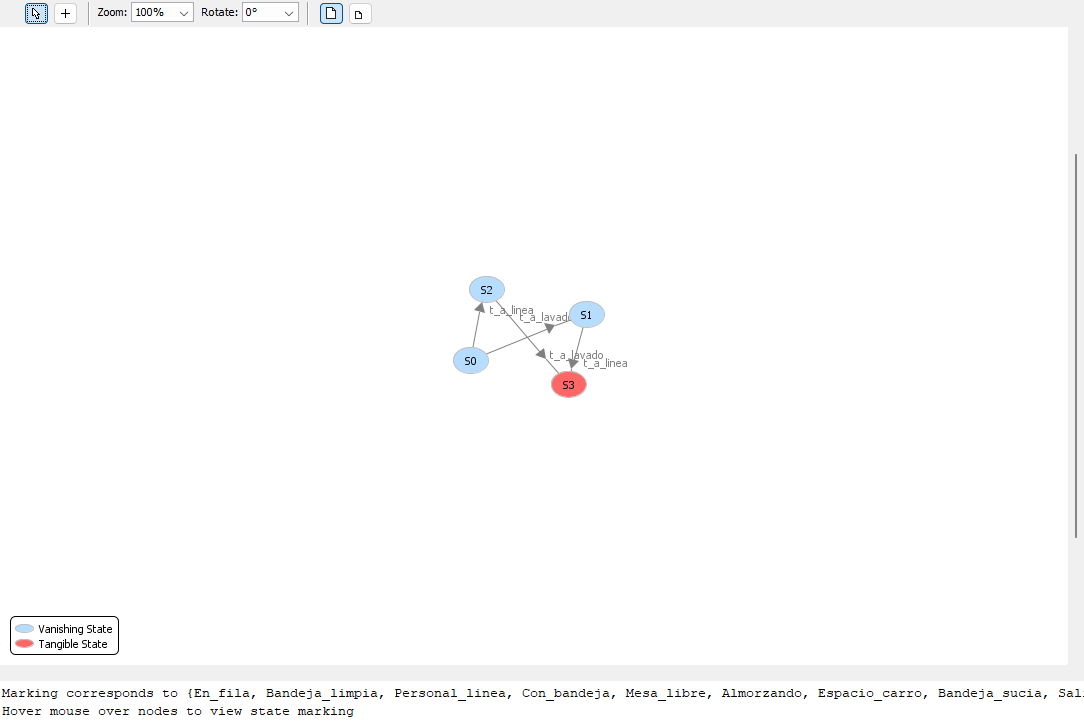 Zoom: 100% Rotate: 0°
S2
t_a_linea
t_a_lavado
S1
S0
t_a_lavado
t_a_linea
S3
Vanishing State
Tangible State
Marking corresponds to {En_fila, Bandeja_limpia, Personal_linea, Con_bandeja, Mesa_libre, Almorzando, Espacio_carro, Bandeja_sucia, Sal
Hover mouse over nodes to view state marking